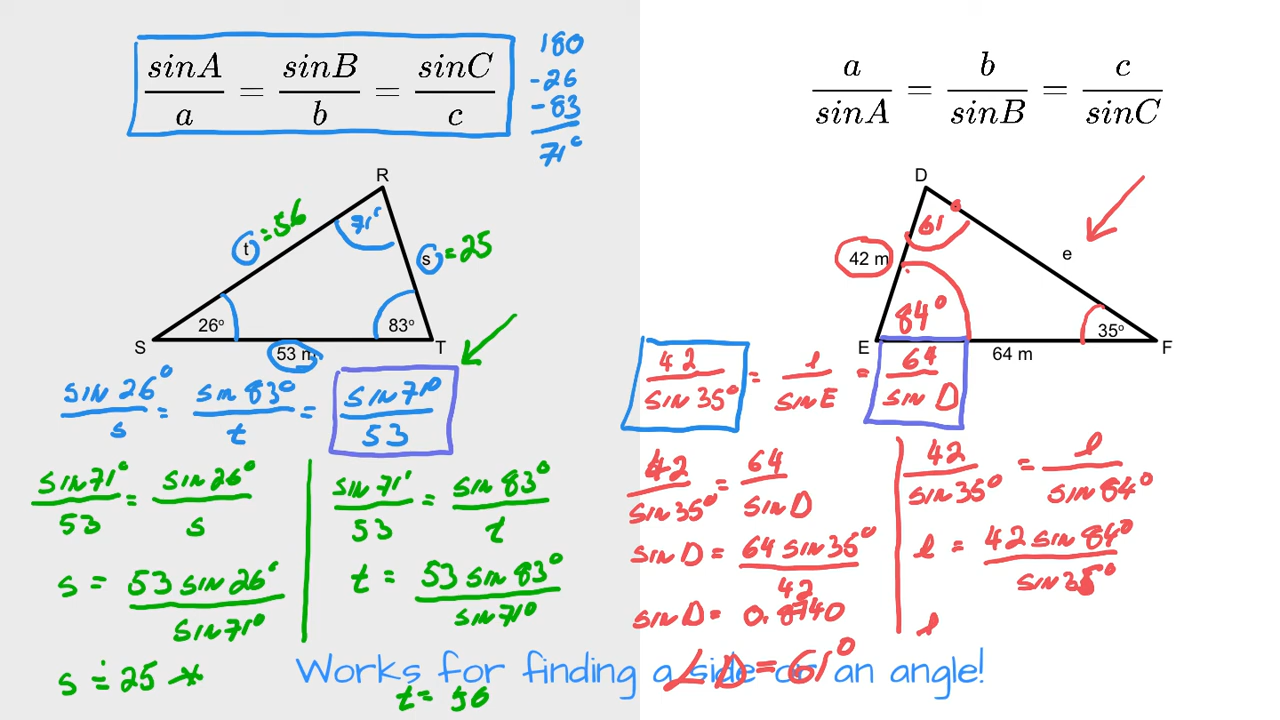 sinA/a = sinB/b = sinC/c
180
-26
-83
71°
R
71°
t = 56
s = 25
26°
83°
S
53 m
T
sin 26°/s = sin 83°/t = sin 71°/53
sin 71°/53 = sin 26°/s
s = 53 sin 26°/sin 71°
s ≐ 25
sin 71°/53 = sin 83°/t
t = 53 sin 83°/sin 71°
t = 56
a/sinA = b/sinB = c/sinC
D
61
42 m
e
84°
35°
E
64 m
F
42/sin 35° = e/sin E = 64/sin D
42/sin 35° = 64/sin D
sin D = 64 sin 35°/42
sin D = 0.8740
∠D = 61°
42/sin 35° = e/sin 84°
e = 42 sin 84°/sin 35°
e
Works for finding a side or an angle!